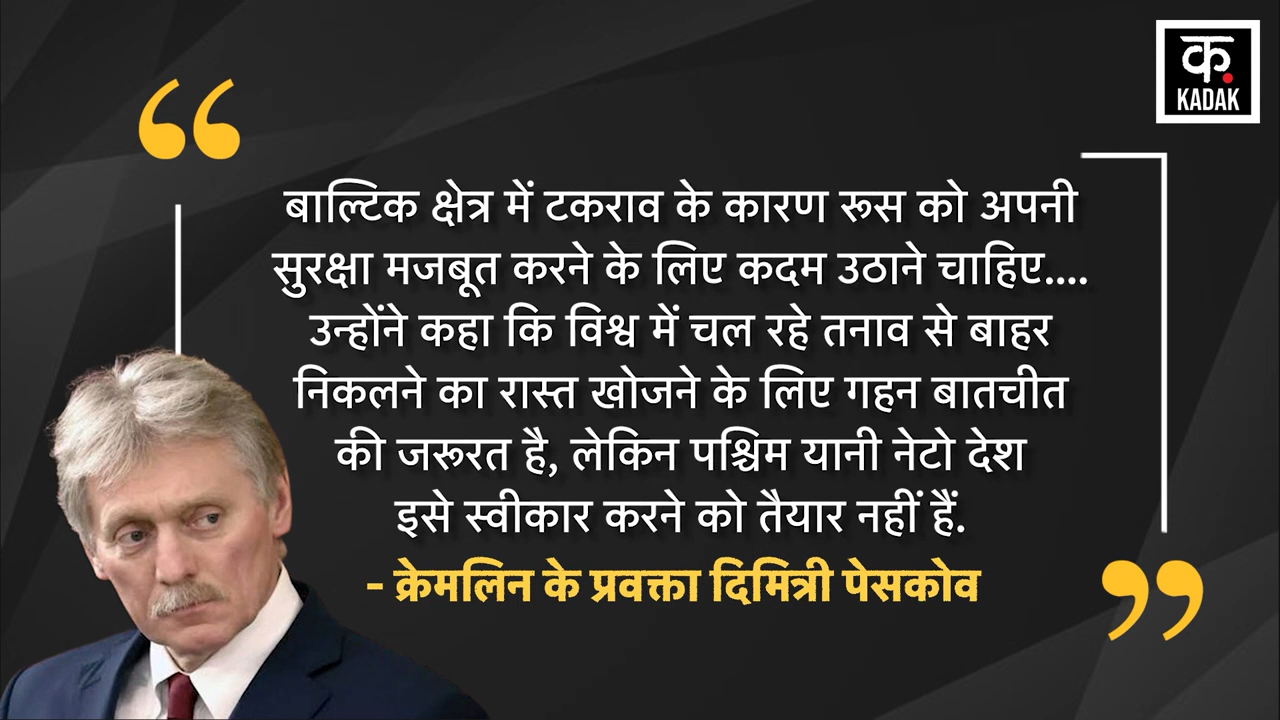 क.
KADAK
“
बाल्टिक क्षेत्र में टकराव के कारण रूस को अपनी
सुरक्षा मजबूत करने के लिए कदम उठाने चाहिए....
उन्होंने कहा कि विश्व में चल रहे तनाव से बाहर
निकलने का रास्त खोजने के लिए गहन बातचीत
की जरूरत है, लेकिन पश्चिम यानी नेटो देश
इसे स्वीकार करने को तैयार नहीं हैं.
- क्रेमलिन के प्रवक्ता दिमित्री पेसकोव
”